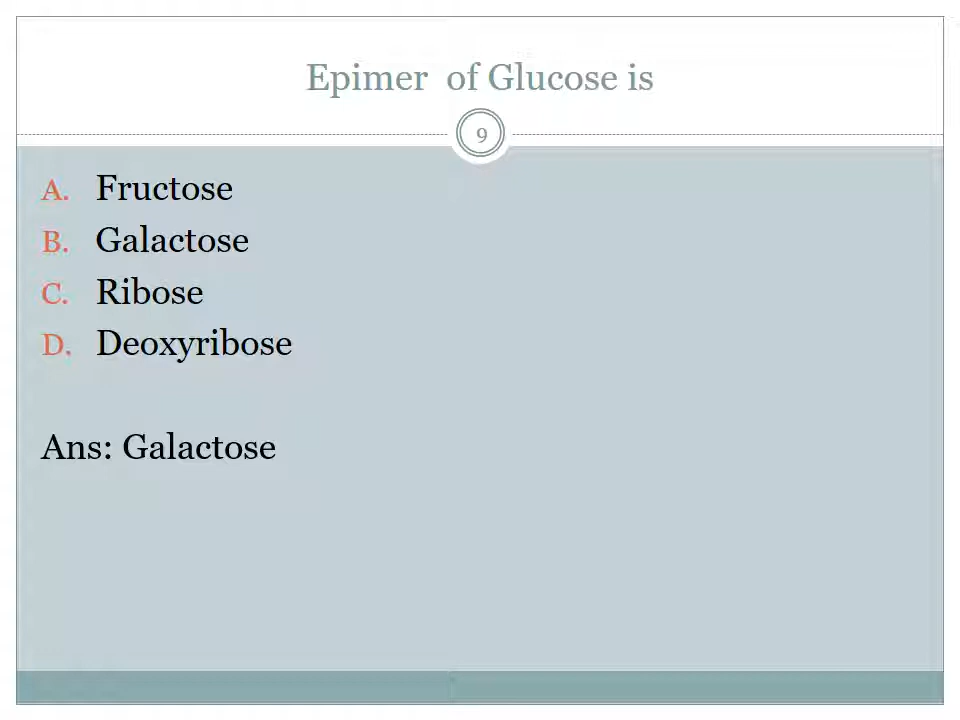 Epimer  of Glucose is
9
A. Fructose
B. Galactose
C. Ribose
D. Deoxyribose
Ans: Galactose